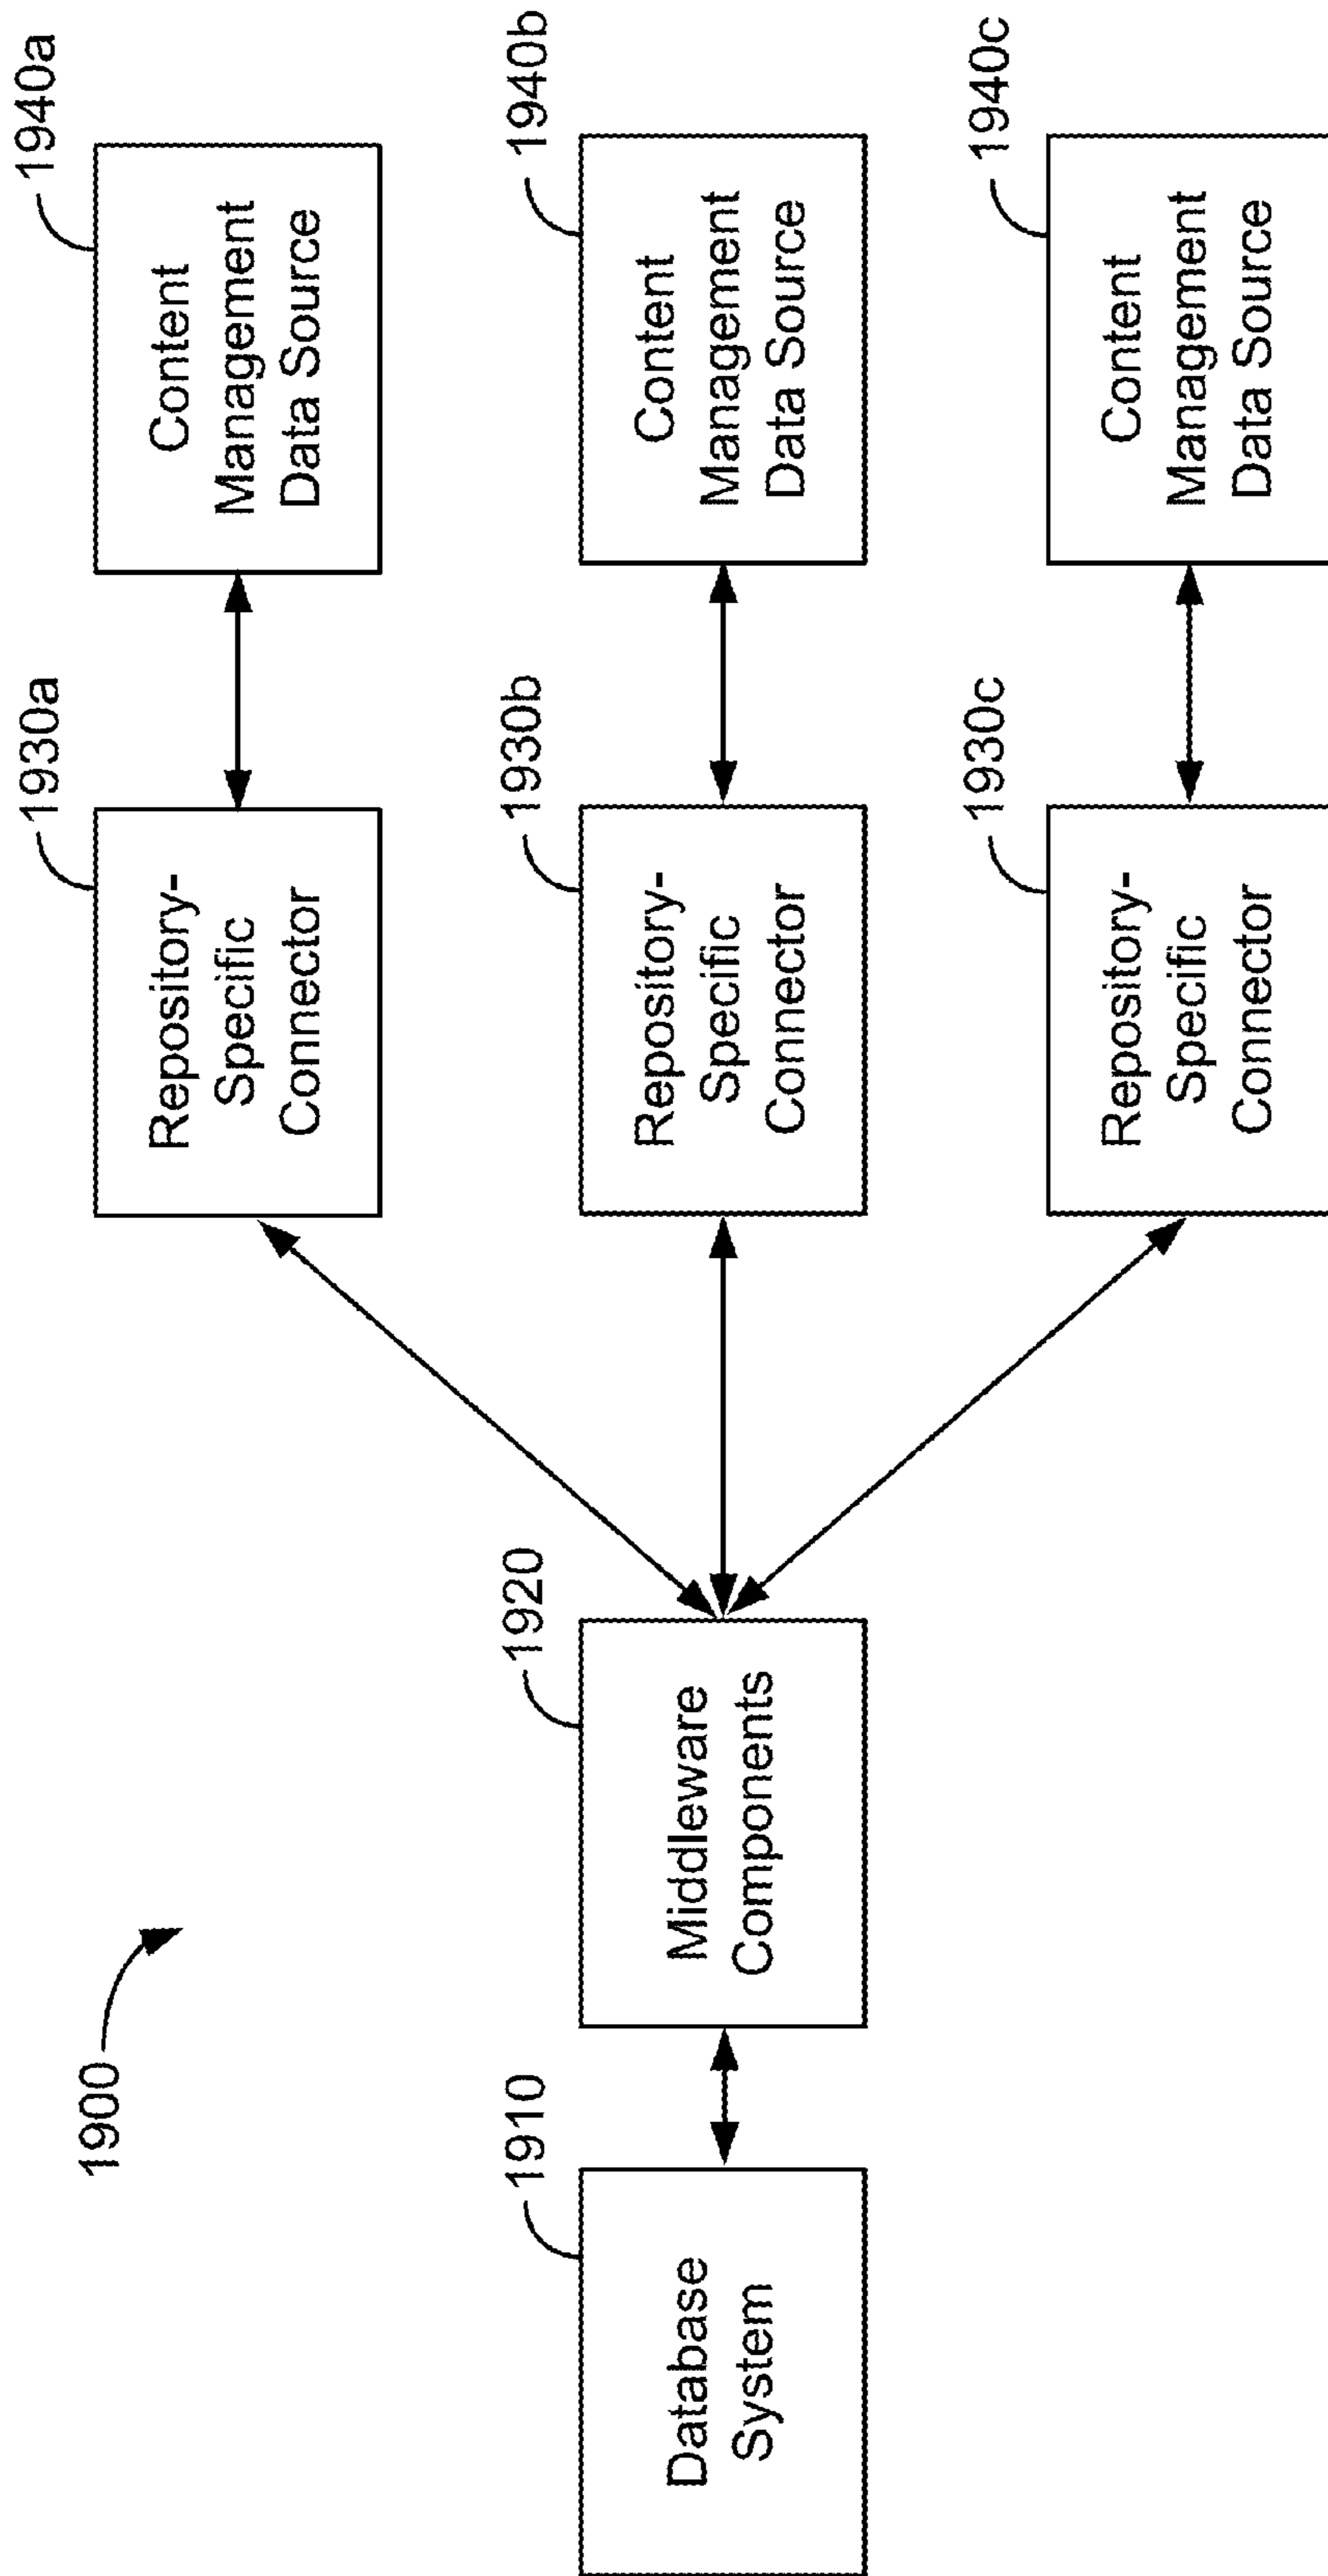 1900
1910
Database
System
1920
Middleware
Components
1930a
Repository-
Specific
Connector
1940a
Content
Management
Data Source
1930b
Repository-
Specific
Connector
1940b
Content
Management
Data Source
1930c
Repository-
Specific
Connector
1940c
Content
Management
Data Source